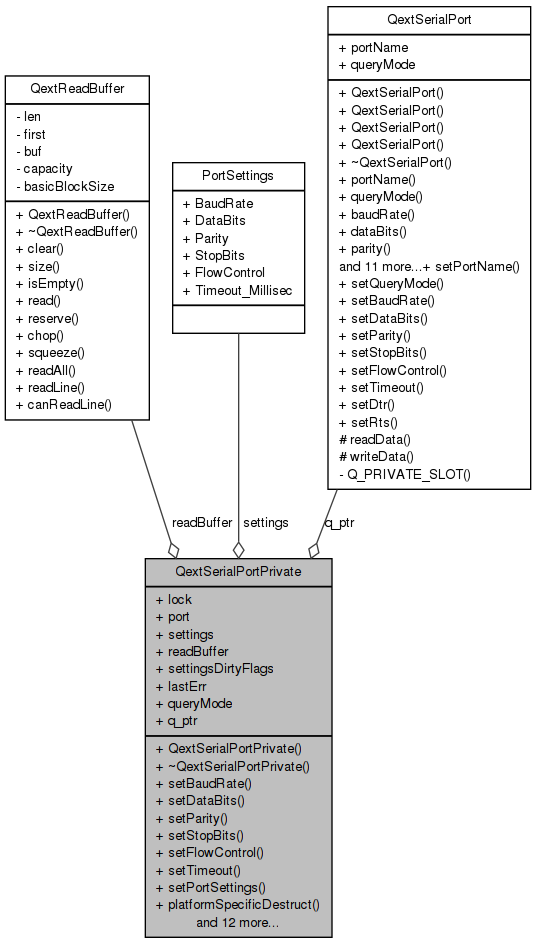 QextSerialPort
+ portName
+ queryMode
+ QextSerialPort()
+ QextSerialPort()
+ QextSerialPort()
+ QextSerialPort()
+ ~QextSerialPort()
+ portName()
+ queryMode()
+ baudRate()
+ dataBits()
+ parity()
and 11 more...+ setPortName()
+ setQueryMode()
+ setBaudRate()
+ setDataBits()
+ setParity()
+ setStopBits()
+ setFlowControl()
+ setTimeout()
+ setDtr()
+ setRts()
# readData()
# writeData()
- Q_PRIVATE_SLOT()
QextReadBuffer
- len
- first
- buf
- capacity
- basicBlockSize
+ QextReadBuffer()
+ ~QextReadBuffer()
+ clear()
+ size()
+ isEmpty()
+ read()
+ reserve()
+ chop()
+ squeeze()
+ readAll()
+ readLine()
+ canReadLine()
PortSettings
+ BaudRate
+ DataBits
+ Parity
+ StopBits
+ FlowControl
+ Timeout_Millisec
readBuffer
settings
q_ptr
QextSerialPortPrivate
+ lock
+ port
+ settings
+ readBuffer
+ settingsDirtyFlags
+ lastErr
+ queryMode
+ q_ptr
+ QextSerialPortPrivate()
+ ~QextSerialPortPrivate()
+ setBaudRate()
+ setDataBits()
+ setParity()
+ setStopBits()
+ setFlowControl()
+ setTimeout()
+ setPortSettings()
+ platformSpecificDestruct()
and 12 more...